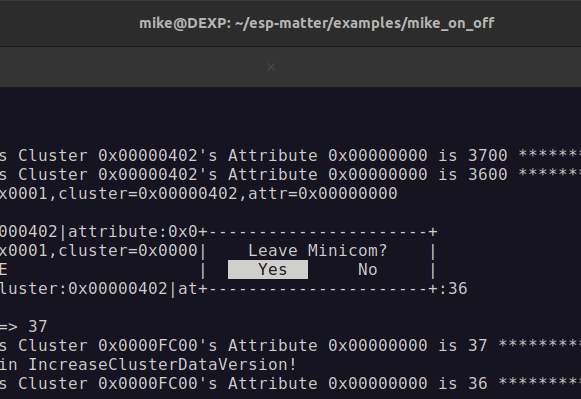 mike@DEXP: ~/esp-matter/examples/mike_on_off
×
s Cluster 0x00000402's Attribute 0x00000000 is 3700 *******
s Cluster 0x00000402's Attribute 0x00000000 is 3600 *******
x0001,cluster=0x00000402,attr=0x00000000
000402|attribute:0x0+----------------------+
x0001,cluster=0x0000|    Leave Minicom?    |
E                   |     Yes       No     |
luster:0x00000402|at+----------------------+:36
=> 37
s Cluster 0x0000FC00's Attribute 0x00000000 is 37 *********
in IncreaseClusterDataVersion!
s Cluster 0x0000FC00's Attribute 0x00000000 is 36 *********